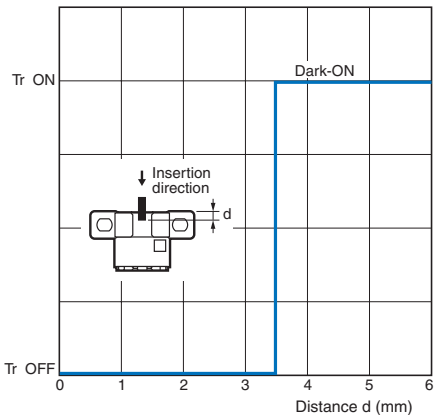 Tr ON
Dark-ON
Insertion
direction
d
Tr OFF
0 1 2 3 4 5 6
Distance d (mm)